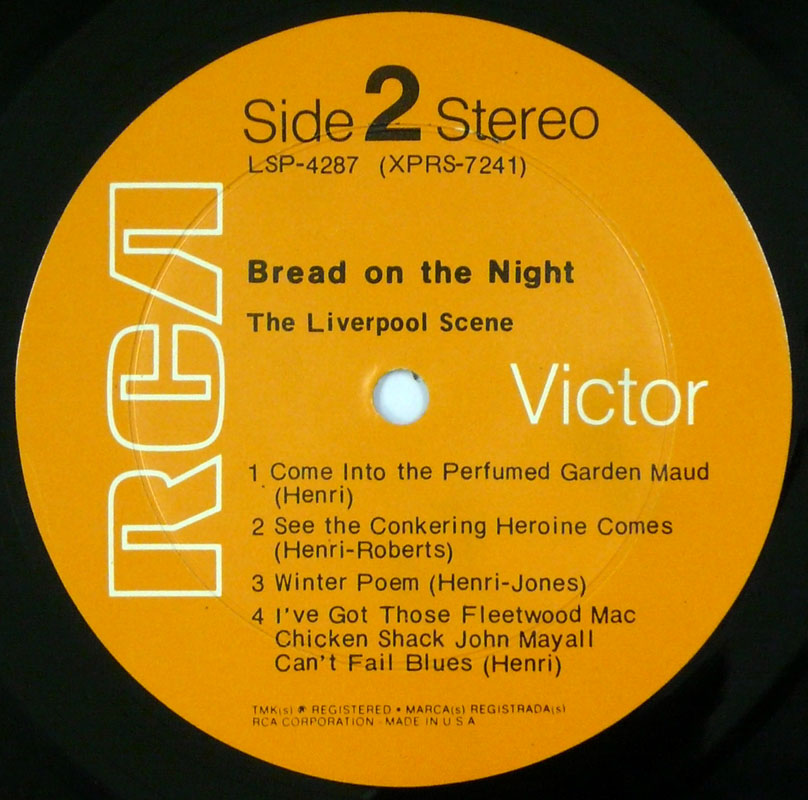 Side 2 Stereo
LSP-4287 (XPRS-7241)
RCA
Bread on the Night
The Liverpool Scene
Victor
1 Come Into the Perfumed Garden Maud
(Henri)
2 See the Conkering Heroine Comes
(Henri-Roberts)
3 Winter Poem (Henri-Jones)
4 I've Got Those Fleetwood Mac
Chicken Shack John Mayall
Can't Fail Blues (Henri)
TMK(s) ® REGISTERED • MARCA(s) REGISTRADA(s)
RCA CORPORATION - MADE IN U S A